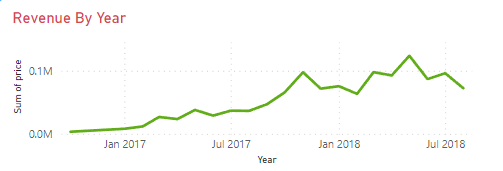 Revenue By Year
Sum of price
0.1M
0.0M
Jan 2017 Jul 2017 Jan 2018 Jul 2018
Year